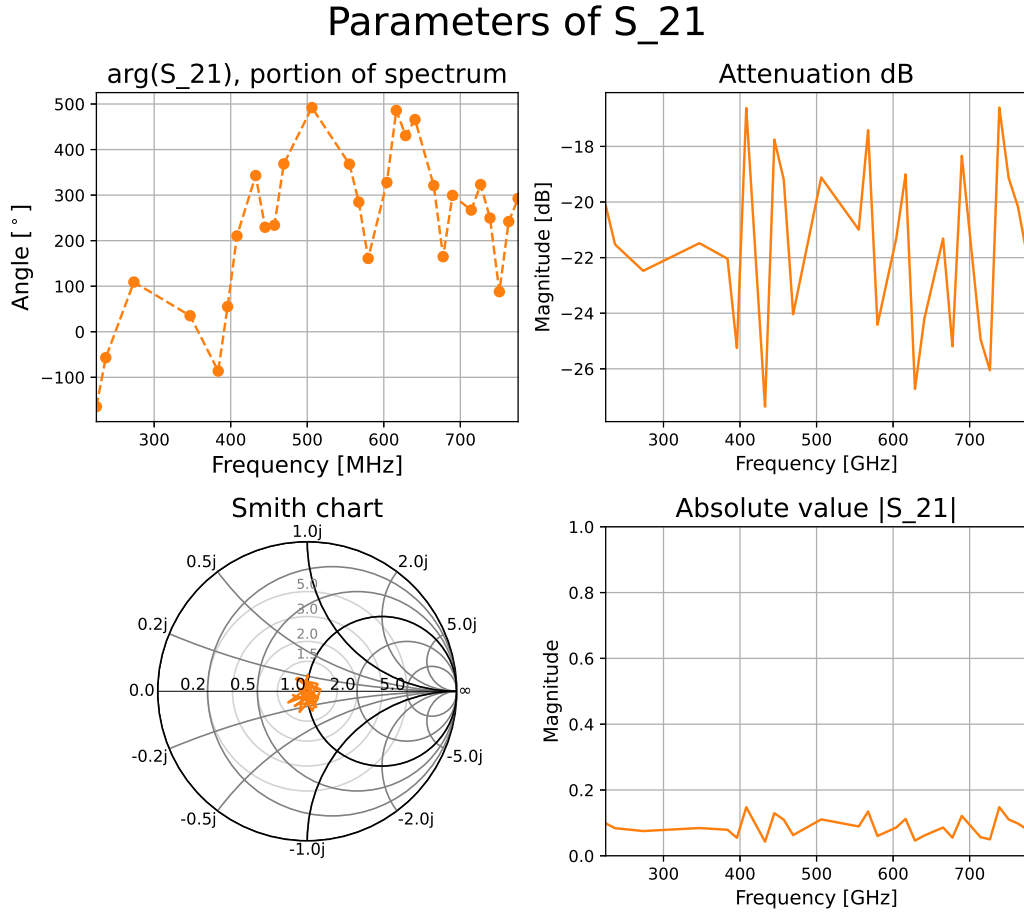 Parameters of S_21
arg(S_21), portion of spectrum
500
400
300
200
100
0
−100
Angle [°]
300 400 500 600 700
Frequency [MHz]
Attenuation dB
−18
−20
−22
−24
−26
Magnitude [dB]
300 400 500 600 700
Frequency [GHz]
Smith chart
1.0j
0.5j 2.0j
5.0
3.0
0.2j 5.0j
2.0
1.5
0.0 0.2 0.5 1.0 2.0 5.0 ∞
-0.2j -5.0j
-0.5j -2.0j
-1.0j
Absolute value |S_21|
1.0
0.8
0.6
0.4
0.2
0.0
Magnitude
300 400 500 600 700
Frequency [GHz]